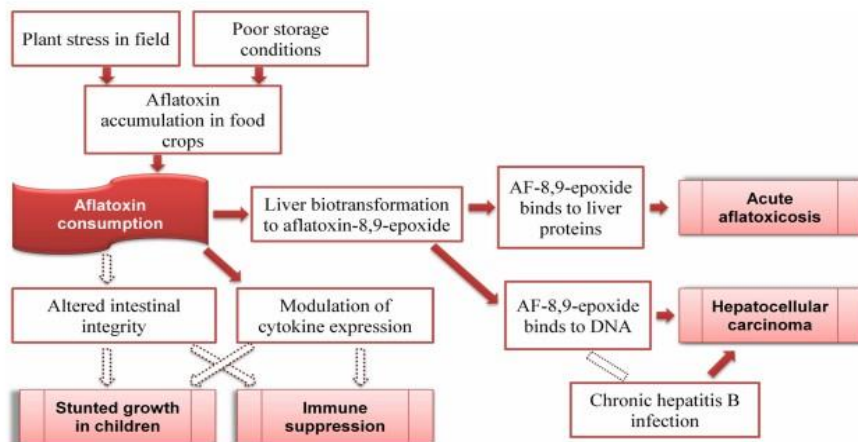 Plant stress in field
Poor storage
conditions
Aflatoxin
accumulation in food
crops
Aflatoxin
consumption
Liver biotransformation
to aflatoxin-8,9-epoxide
AF-8,9-epoxide
binds to liver
proteins
Acute
aflatoxicosis
Altered intestinal
integrity
Modulation of
cytokine expression
AF-8,9-epoxide
binds to DNA
Hepatocellular
carcinoma
Stunted growth
in children
Immune
suppression
Chronic hepatitis B
infection